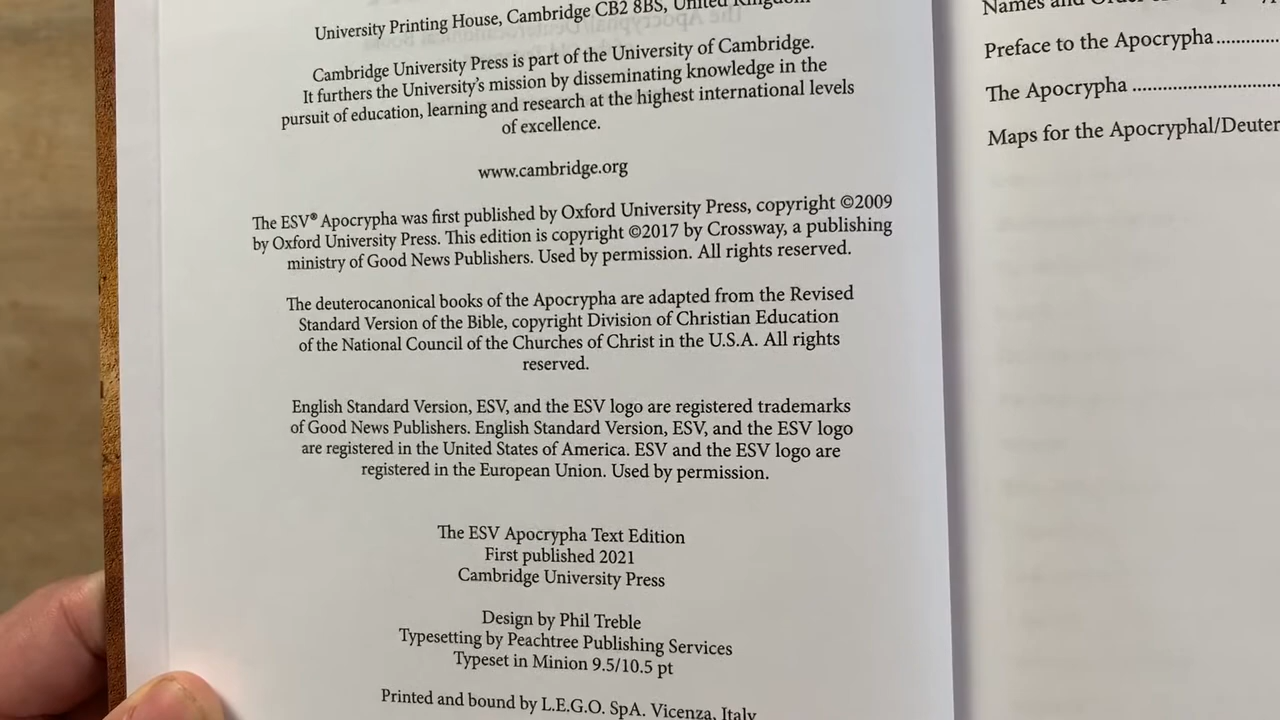 University Printing House, Cambridge CB2 8BS, United Kingdom
Cambridge University Press is part of the University of Cambridge.
It furthers the University's mission by disseminating knowledge in the
pursuit of education, learning and research at the highest international levels
of excellence.
www.cambridge.org
The ESV® Apocrypha was first published by Oxford University Press, copyright ©2009
by Oxford University Press. This edition is copyright ©2017 by Crossway, a publishing
ministry of Good News Publishers. Used by permission. All rights reserved.
The deuterocanonical books of the Apocrypha are adapted from the Revised
Standard Version of the Bible, copyright Division of Christian Education
of the National Council of the Churches of Christ in the U.S.A. All rights
reserved.
English Standard Version, ESV, and the ESV logo are registered trademarks
of Good News Publishers. English Standard Version, ESV, and the ESV logo
are registered in the United States of America. ESV and the ESV logo are
registered in the European Union. Used by permission.
The ESV Apocrypha Text Edition
First published 2021
Cambridge University Press
Design by Phil Treble
Typesetting by Peachtree Publishing Services
Typeset in Minion 9.5/10.5 pt
Printed and bound by L.E.G.O. SpA. Vicenza, Italy
Names and Order of
Preface to the Apocrypha............
The Apocrypha ............................
Maps for the Apocryphal/Deuter